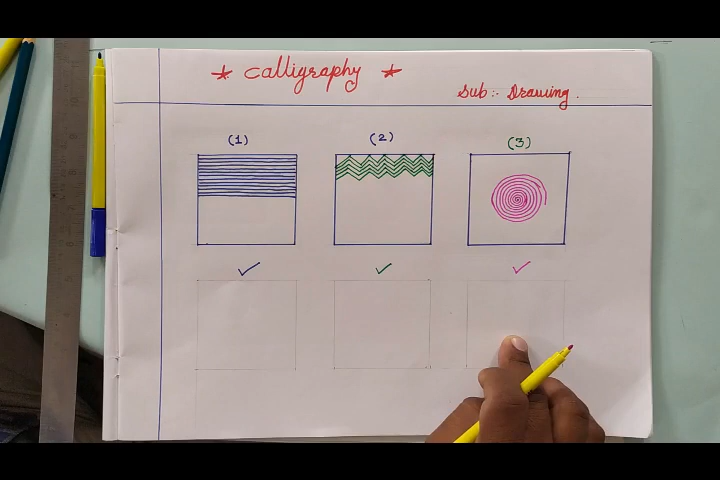 ★ Calligraphy ★
Sub :- Drawing.
(1) (2) (3)